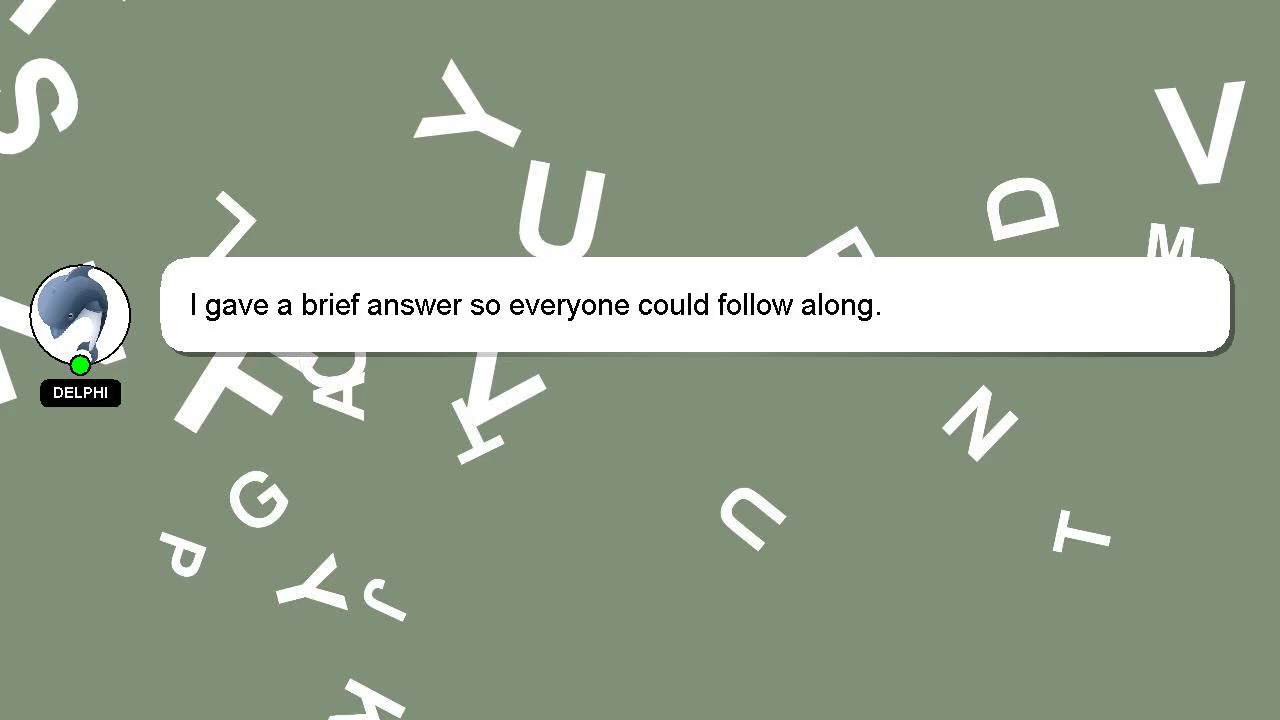 I gave a brief answer so everyone could follow along.
DELPHI
S
Y
V
U
L
D
M
T
A
N
G
U
T
P
Y
J
K